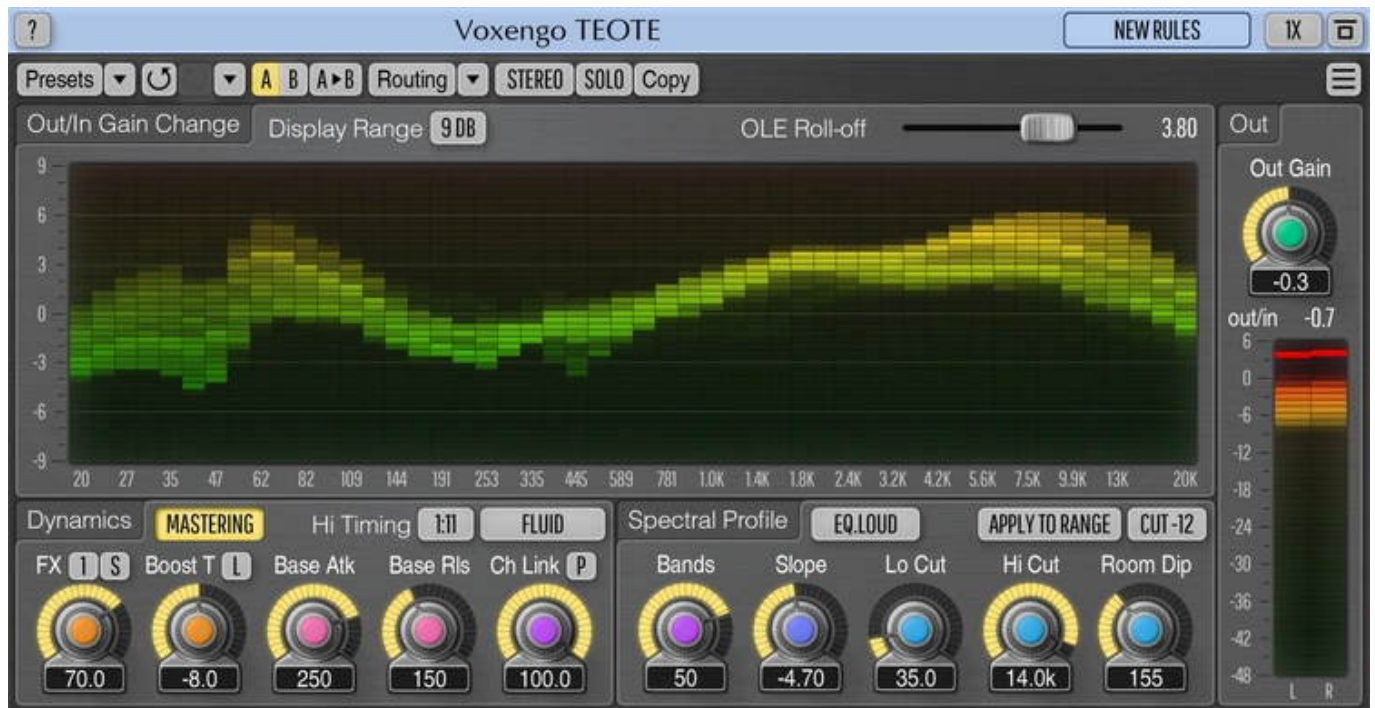 ? Voxengo TEOTE NEW RULES 1X
Presets A B A▸B Routing STEREO SOLO Copy
Out/In Gain Change Display Range 9 DB OLE Roll-off 3.80 Out
Out Gain
-0.3
out/in -0.7
9
6
3
0
-3
-6
-9
20 27 35 47 62 82 109 144 191 253 335 445 589 781 1.0K 1.4K 1.8K 2.4K 3.2K 4.2K 5.6K 7.5K 9.9K 13K 20K
6
0
-6
-12
-18
-24
-30
-36
-42
-48
L R
Dynamics MASTERING Hi Timing 1:11 FLUID Spectral Profile EQ.LOUD APPLY TO RANGE CUT -12
FX 1 S Boost T L Base Atk Base Rls Ch Link P Bands Slope Lo Cut Hi Cut Room Dip
70.0 -8.0 250 150 100.0 50 -4.70 35.0 14.0k 155